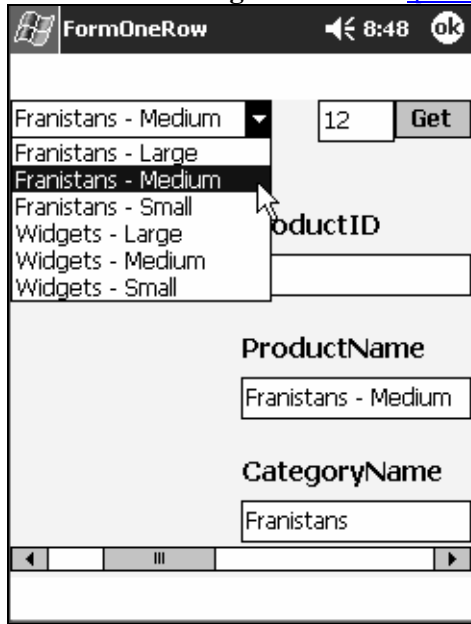 FormOneRow 8:48 ok
Franistans - Medium 12 Get
Franistans - Large
Franistans - Medium
Franistans - Small
Widgets - Large
Widgets - Medium
Widgets - Small
oductID
ProductName
Franistans - Medium
CategoryName
Franistans